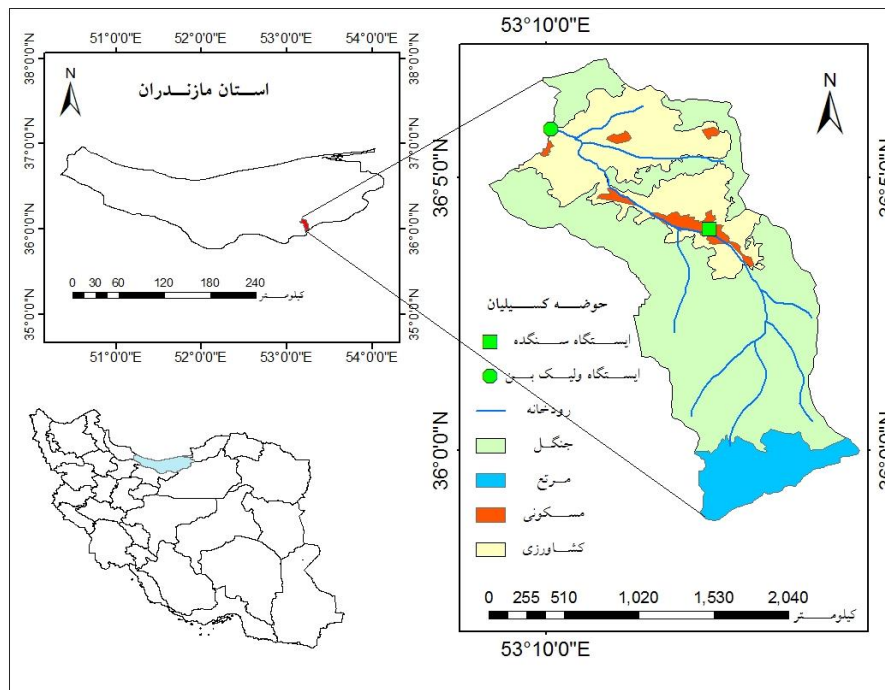 51°0'0"E 52°0'0"E 53°0'0"E 54°0'0"E
38°0'0"N
37°0'0"N
36°0'0"N
35°0'0"N
N
استان مازندران
38°0'0"N
37°0'0"N
36°0'0"N
35°0'0"N
0 30 60 120 180 240
کیلومتر
51°0'0"E 52°0'0"E 53°0'0"E 54°0'0"E
53°10'0"E
N
36°5'0"N
36°0'0"N
36°5'0"N
36°0'0"N
حوضه کسیلیان
ایستگاه سنگده
ایستگاه ولیک بن
رودخانه
جنگل
مرتع
مسکونی
کشاورزی
0 255 510 1,020 1,530 2,040
کیلومتر
53°10'0"E